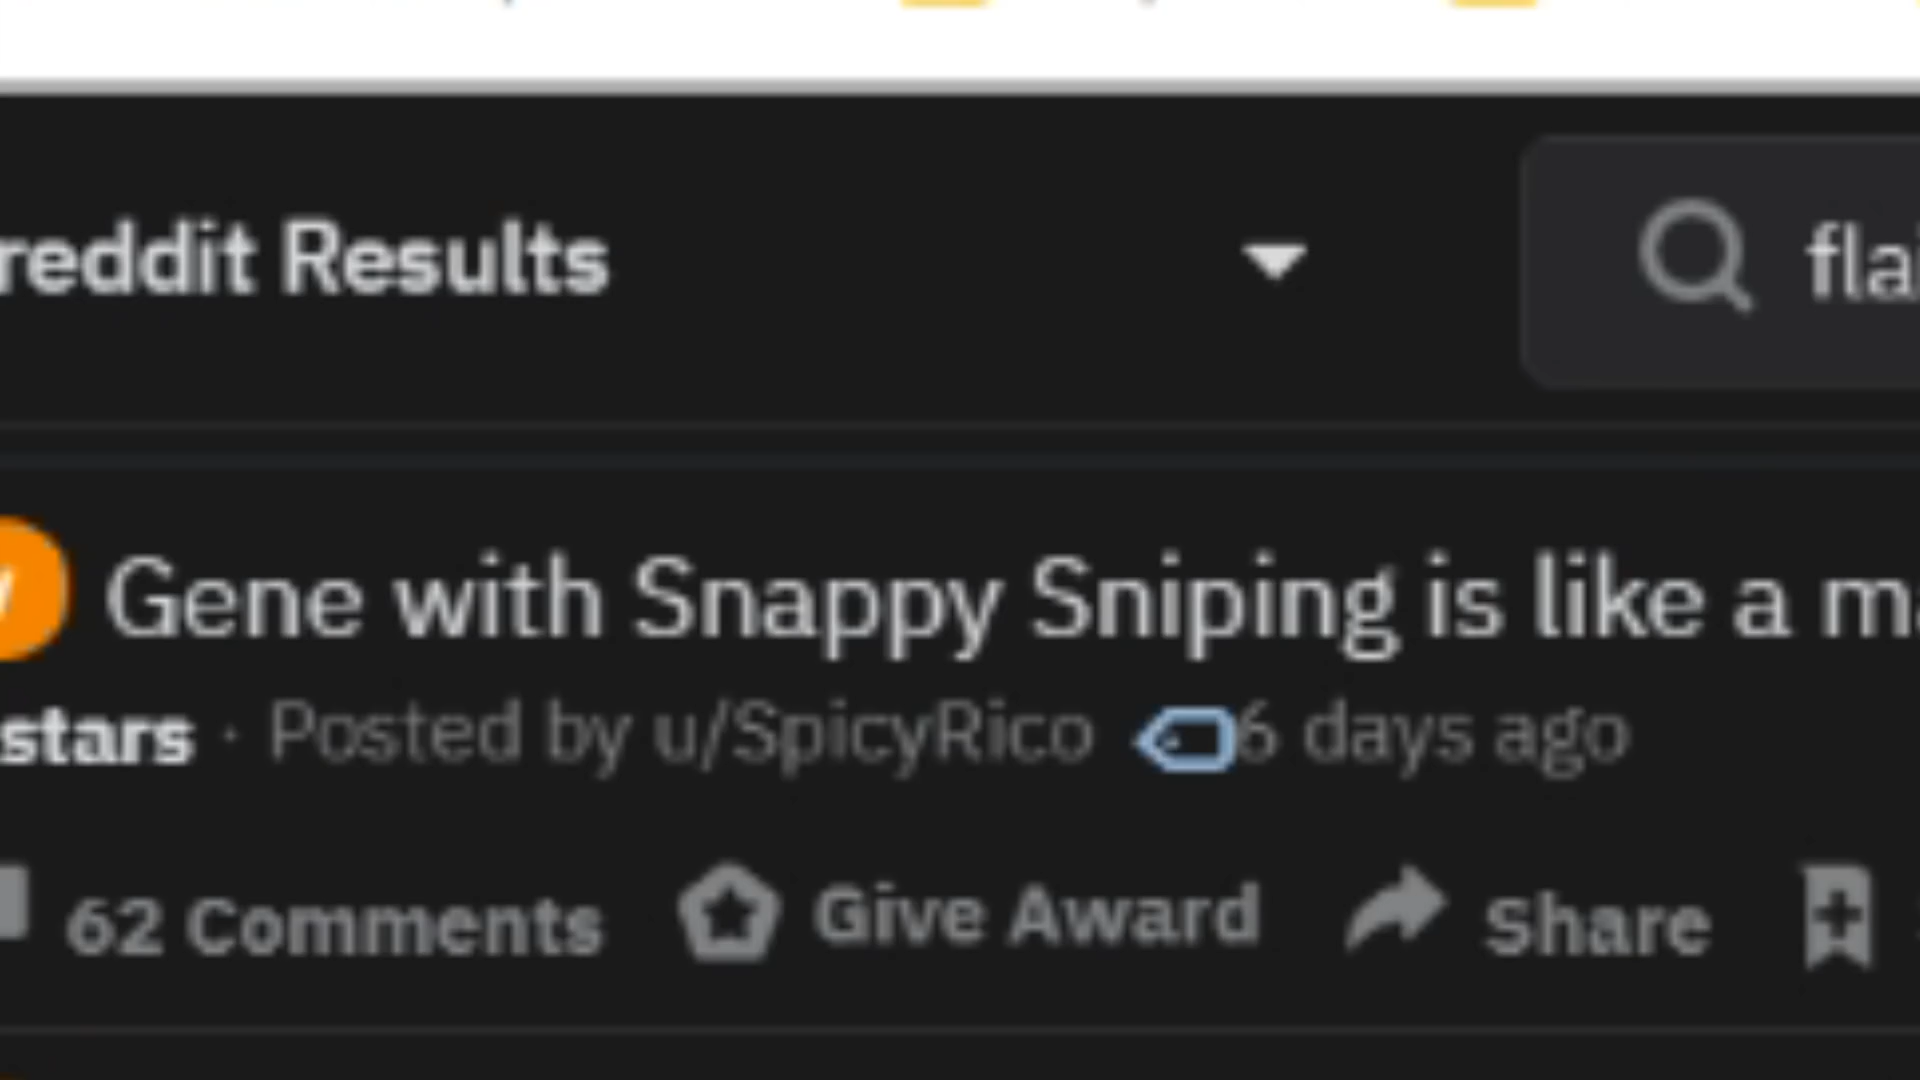 reddit Results
fla
Gene with Snappy Sniping is like a m
stars · Posted by u/SpicyRico 6 days ago
62 Comments Give Award Share